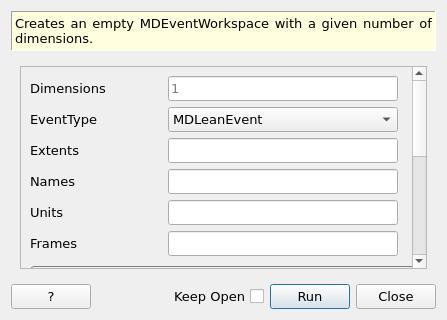 Creates an empty MDEventWorkspace with a given number of
dimensions.
Dimensions 1
EventType MDLeanEvent
Extents
Names
Units
Frames
? Keep Open Run Close